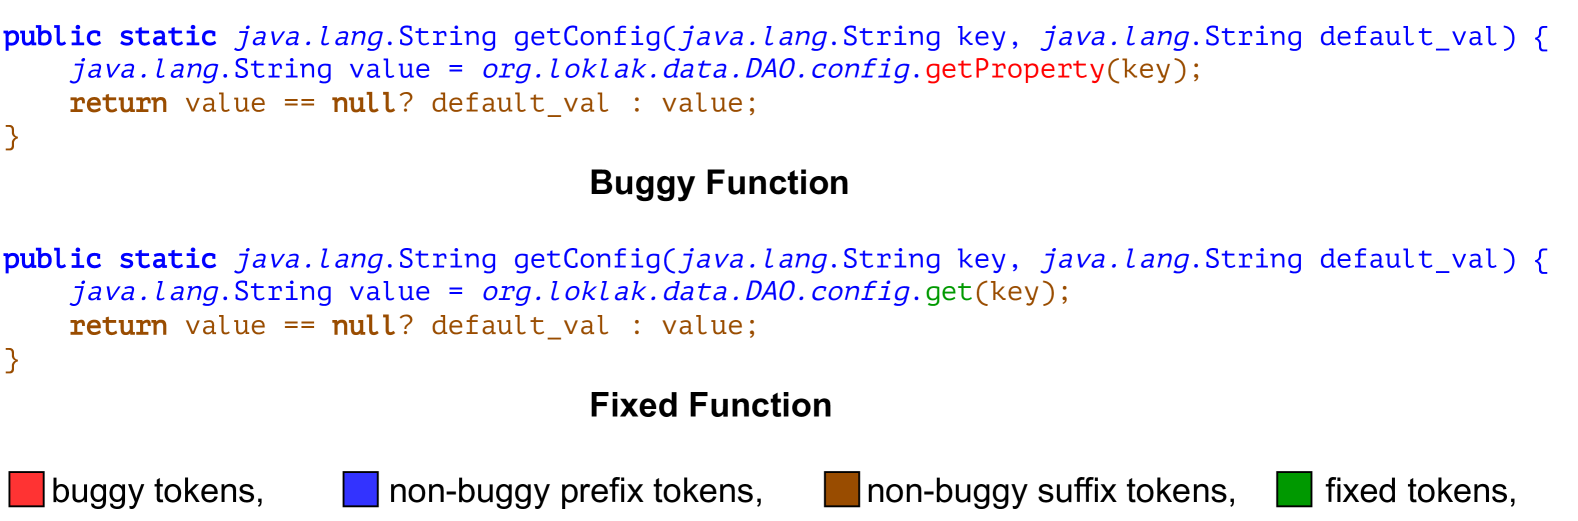 public static java.lang.String getConfig(java.lang.String key, java.lang.String default_val) {
    java.lang.String value = org.loklak.data.DAO.config.getProperty(key);
    return value == null? default_val : value;
}
Buggy Function
public static java.lang.String getConfig(java.lang.String key, java.lang.String default_val) {
    java.lang.String value = org.loklak.data.DAO.config.get(key);
    return value == null? default_val : value;
}
Fixed Function
buggy tokens, non-buggy prefix tokens, non-buggy suffix tokens, fixed tokens,